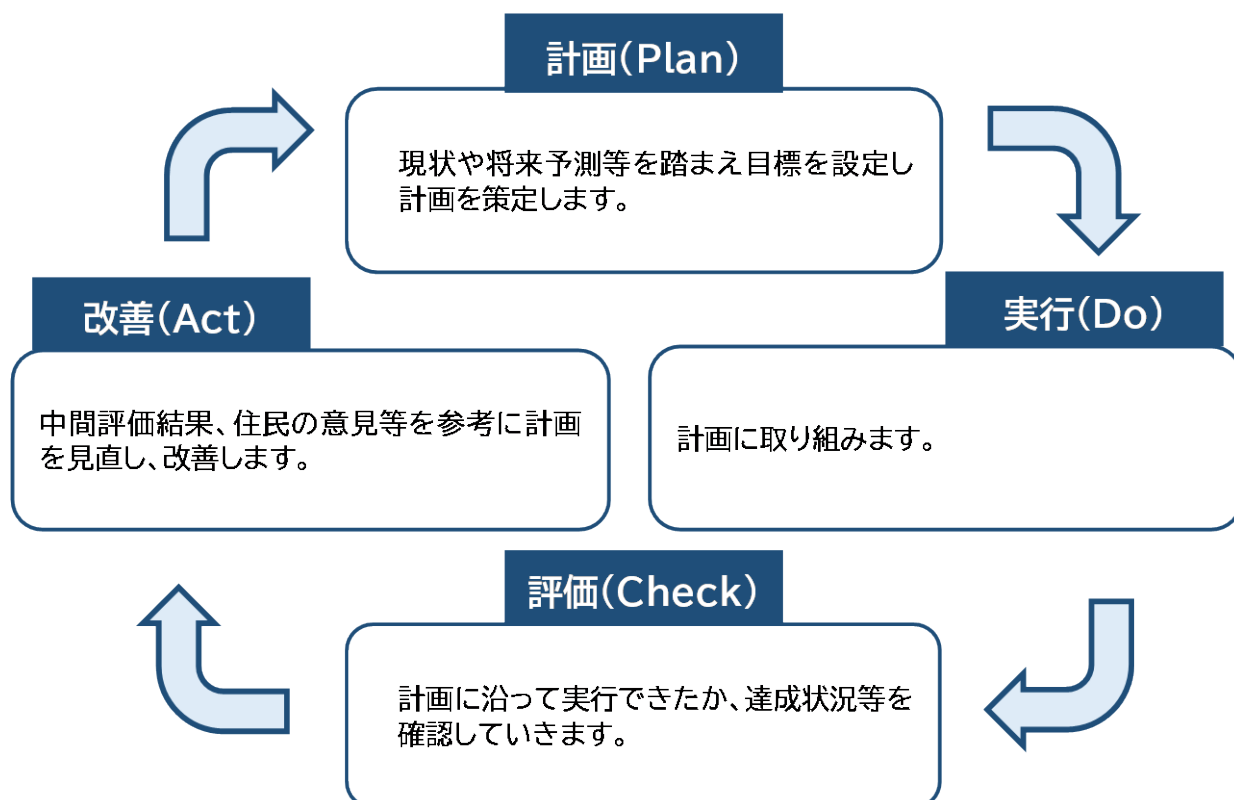 計画(Plan)
現状や将来予測等を踏まえ目標を設定し
計画を策定します。
改善(Act)
中間評価結果、住民の意見等を参考に計画
を見直し、改善します。
実行(Do)
計画に取り組みます。
評価(Check)
計画に沿って実行できたか、達成状況等を
確認していきます。